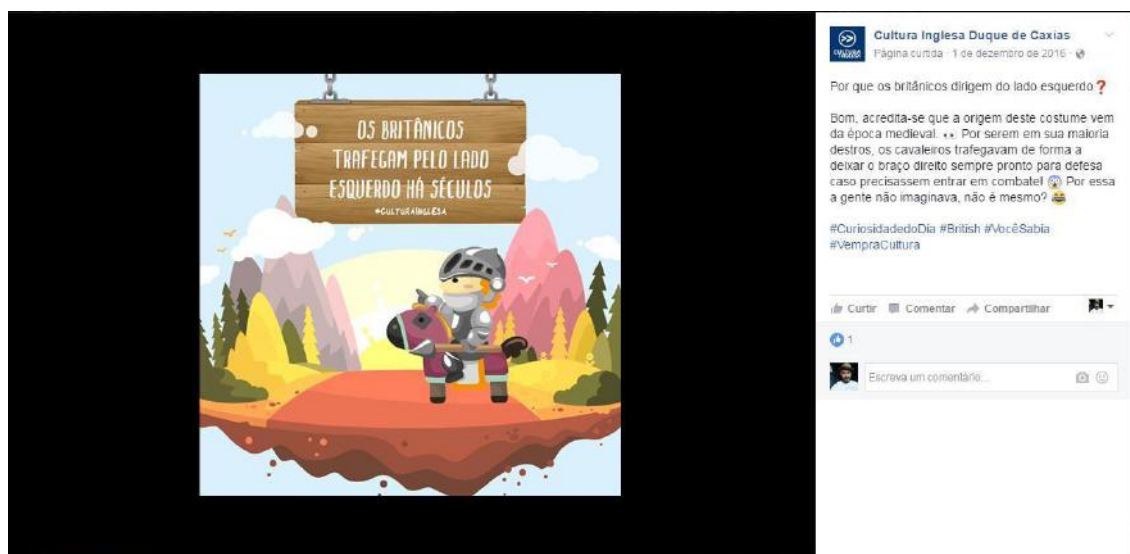 OS BRITÂNICOS
TRAFEGAM PELO LADO
ESQUERDO HÁ SÉCULOS
#CULTURAINGLESA
CULTURA
INGLESA
Cultura Inglesa Duque de Caxias
Página curtida · 1 de dezembro de 2016 ·
Por que os britânicos dirigem do lado esquerdo❓
Bom, acredita-se que a origem deste costume vem
da época medieval. 👀 Por serem em sua maioria
destros, os cavaleiros trafegavam de forma a
deixar o braço direito sempre pronto para defesa
caso precisassem entrar em combate! 😱 Por essa
a gente não imaginava, não é mesmo? 😂
#CuriosidadedoDia #British #VocêSabia
#VempraCultura
Curtir Comentar Compartilhar
1
Escreva um comentário...